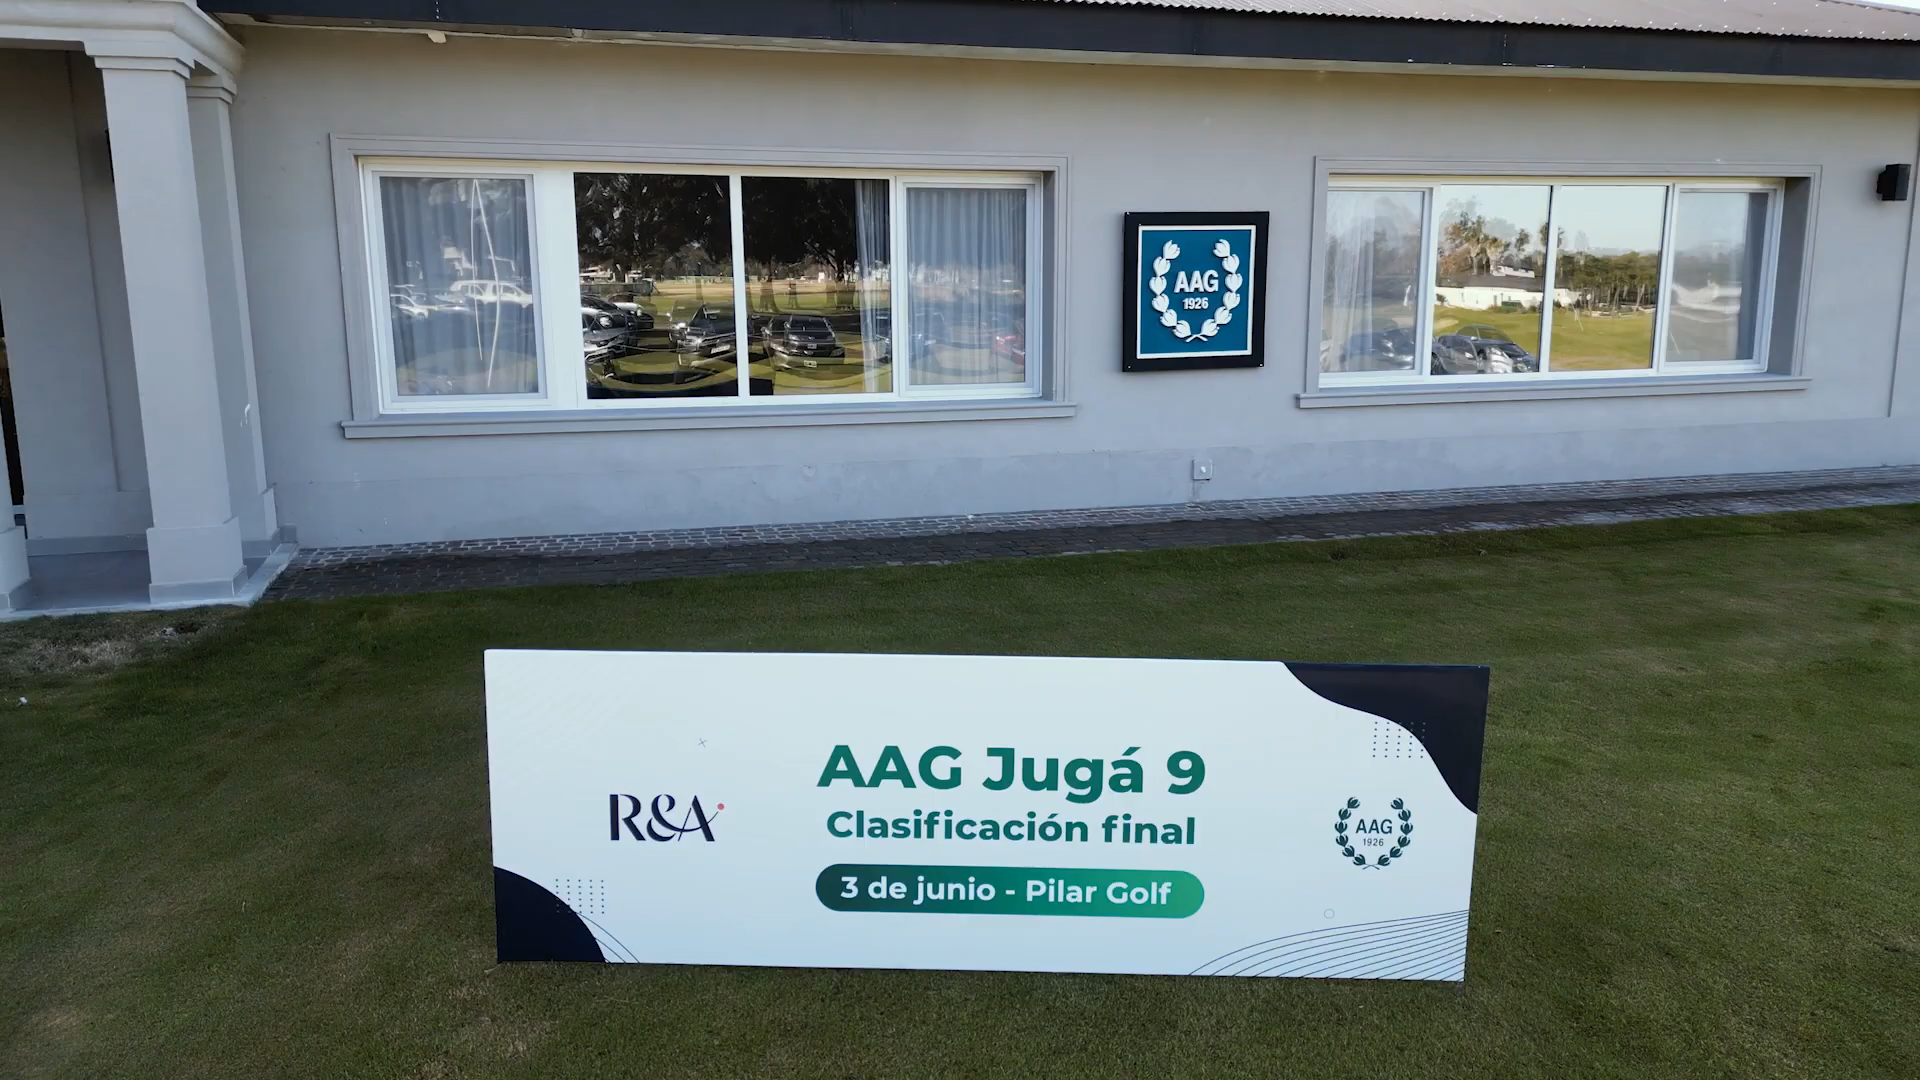 AAG
1926
AAG Jugá 9
Clasificación final
3 de junio - Pilar Golf
R&A
AAG
1926